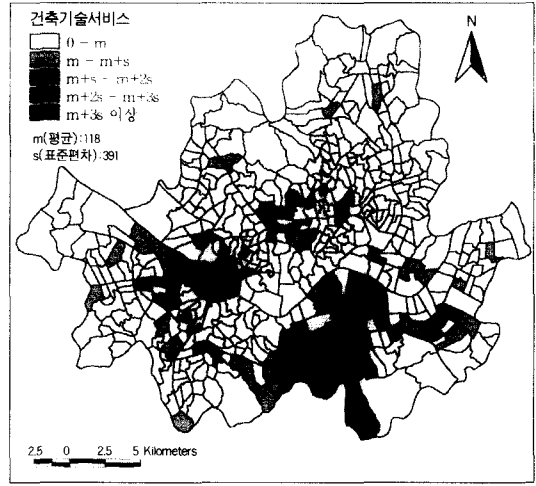 건축기술서비스
0 - m
m - m+s
m+s - m+2s
m+2s - m+3s
m+3s 이상
m(평균):118
s(표준편차):391
N
2.5 0 2.5 5 Kilometers